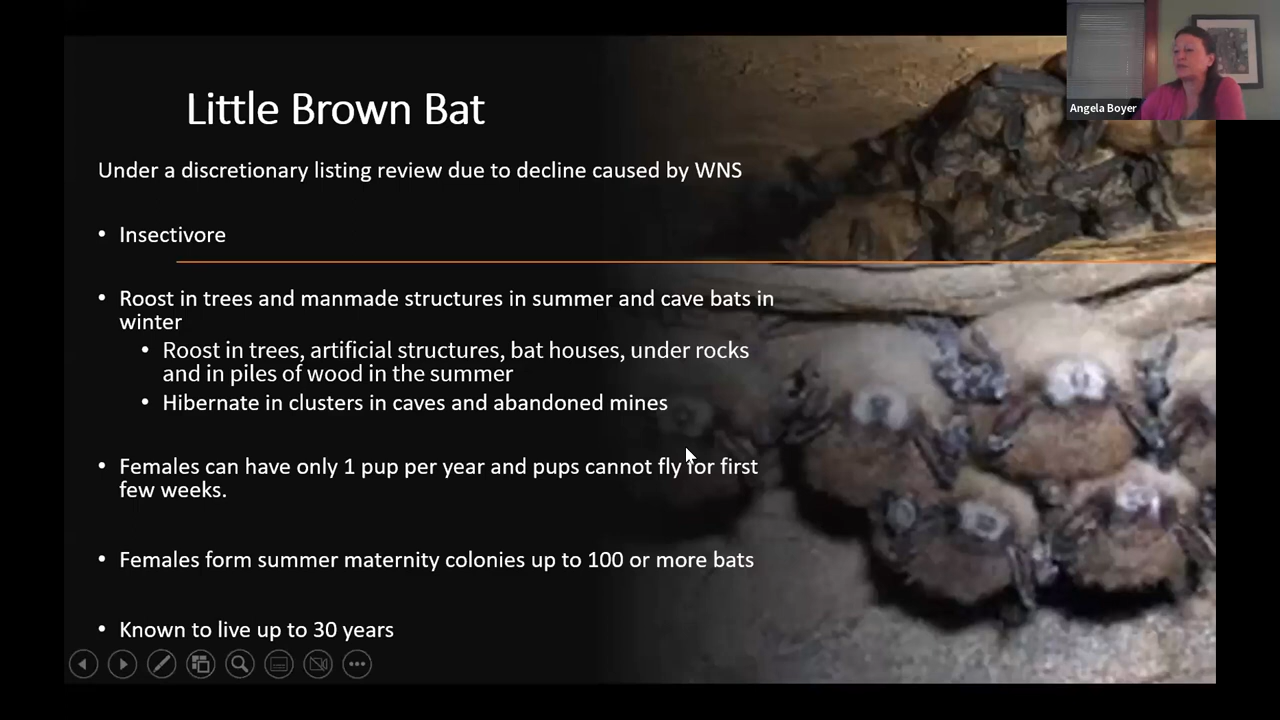 Little Brown Bat
Angela Boyer
Under a discretionary listing review due to decline caused by WNS
• Insectivore
• Roost in trees and manmade structures in summer and cave bats in
winter
• Roost in trees, artificial structures, bat houses, under rocks
and in piles of wood in the summer
• Hibernate in clusters in caves and abandoned mines
• Females can have only 1 pup per year and pups cannot fly for first
few weeks.
• Females form summer maternity colonies up to 100 or more bats
• Known to live up to 30 years